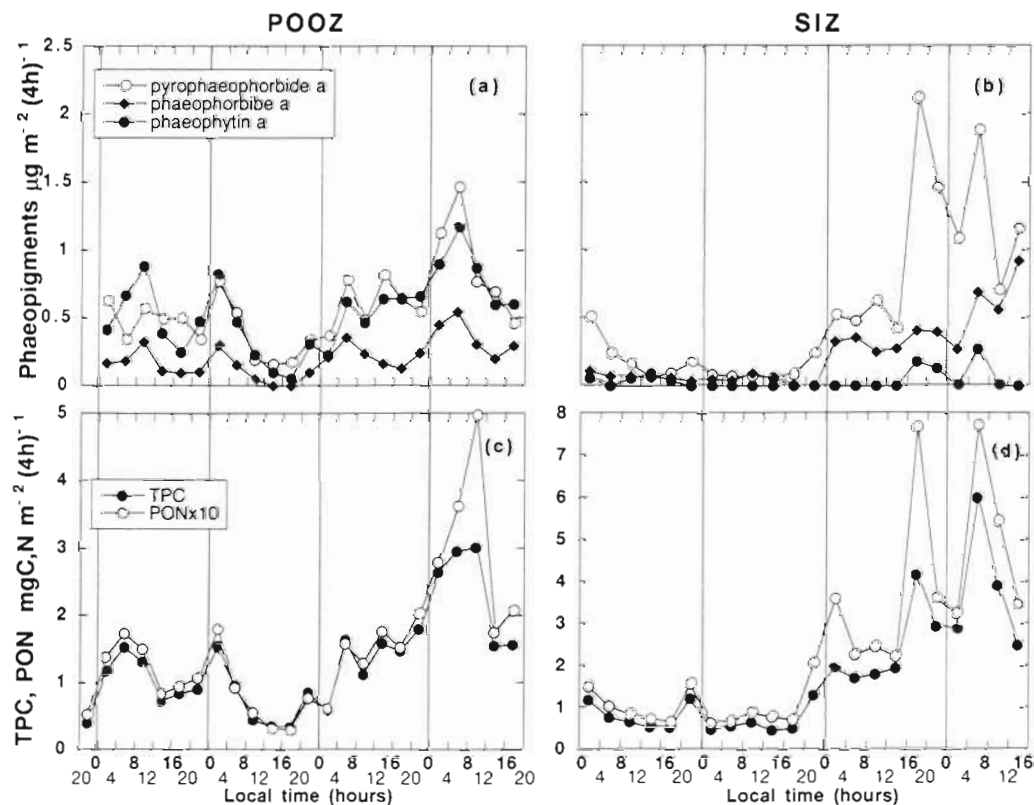 POOZ
SIZ
Phaeopigments µg m-2 (4h)-1
2.5
2
1.5
1
0.5
0
(a)
pyrophaeophorbide a
phaeophorbibe a
phaeophytin a
(b)
TPC, PON mgC,N m-2 (4h)-1
5
4
3
2
1
0
(c)
TPC
PONx10
8
7
6
5
4
3
2
1
0
(d)
20 0 4 8 12 16 20 0 4 8 12 16 20 0 4 8 12 16 20 0 4 8 12 16 20
0 4 8 12 16 20 0 4 8 12 16 20 0 4 8 12 16 20 0 4 8 12 16
Local time (hours)
Local time (hours)